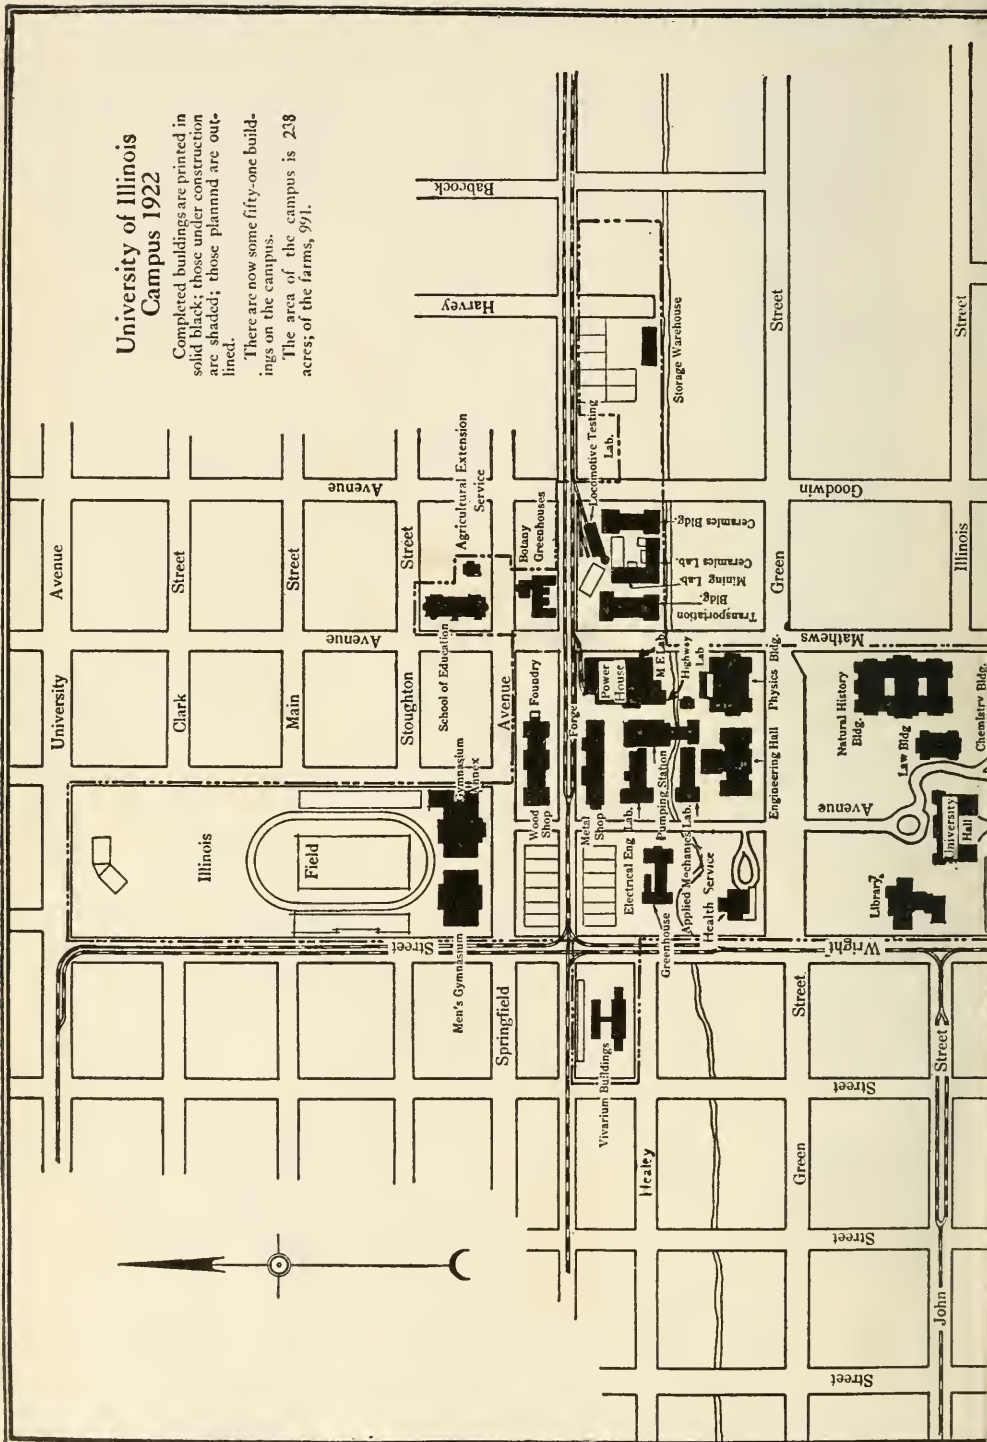 University of Illinois
Campus 1922
Completed buildings are printed in
solid black; those under construction
are shaded; those plannnd are out-
lined.
There are now some fifty-one build-
ings on the campus.
The area of the campus is 238
acres; of the farms, 991.
Babcock
Harvey
Storage Warehouse
Street
Street
Avenue
Street
Street
Avenue
Street
Agricultural Extension
Service
Botany
Greenhouses
Locomotive Testing
Lab.
Goodwin
Ceramics Bldg.
Ceramics Lab.
Mining Lab
Transportation
Bldg.
Green
Illinois
University
Clark
Main
Avenue
Stoughton
School of Education
Avenue
Foundry
Forge
Power
House
M E Lab.
Highway
Lab
Physics Bldg.
Mathews
Natural History
Bldg.
Law Bldg
Chemistry Bldg.
Illinois
Field
Gymnasium
Annex
Wood
Shop
Metal
Shop
Pumping Station
Engineering Hall
Avenue
University
Hall
Library
Electrical Eng Lab.
Applied Mechanics Lab.
Health Service
Greenhouse
Street
Men's Gymnasium
Wright
Springfield
Vivarium Buildings
Street
Street
Street
Healey
Green
Street
John
Street